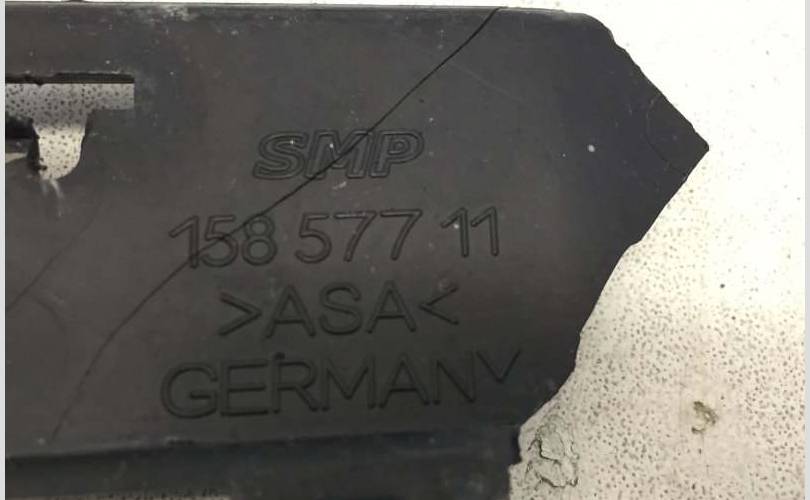 SMP
158 577 11
>ASA<
GERMANY